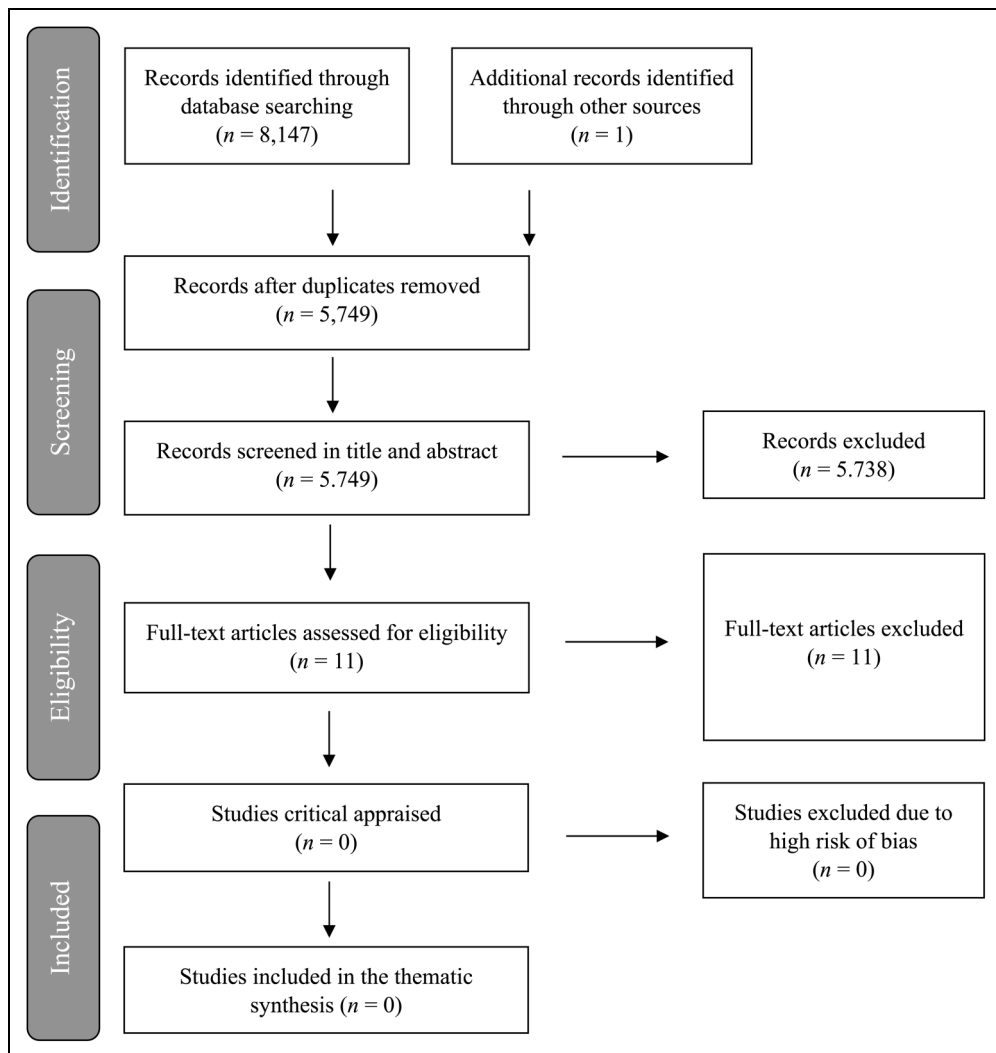 Identification
Records identified through
database searching
(n = 8,147)
Additional records identified
through other sources
(n = 1)
Records after duplicates removed
(n = 5,749)
Screening
Records screened in title and abstract
(n = 5.749)
Records excluded
(n = 5.738)
Eligibility
Full-text articles assessed for eligibility
(n = 11)
Full-text articles excluded
(n = 11)
Included
Studies critical appraised
(n = 0)
Studies excluded due to
high risk of bias
(n = 0)
Studies included in the thematic
synthesis (n = 0)